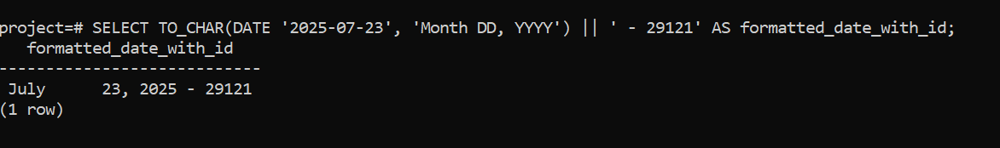 project=# SELECT TO_CHAR(DATE '2025-07-23', 'Month DD, YYYY') || ' - 29121' AS formatted_date_with_id;
   formatted_date_with_id
----------------------------
 July      23, 2025 - 29121
(1 row)